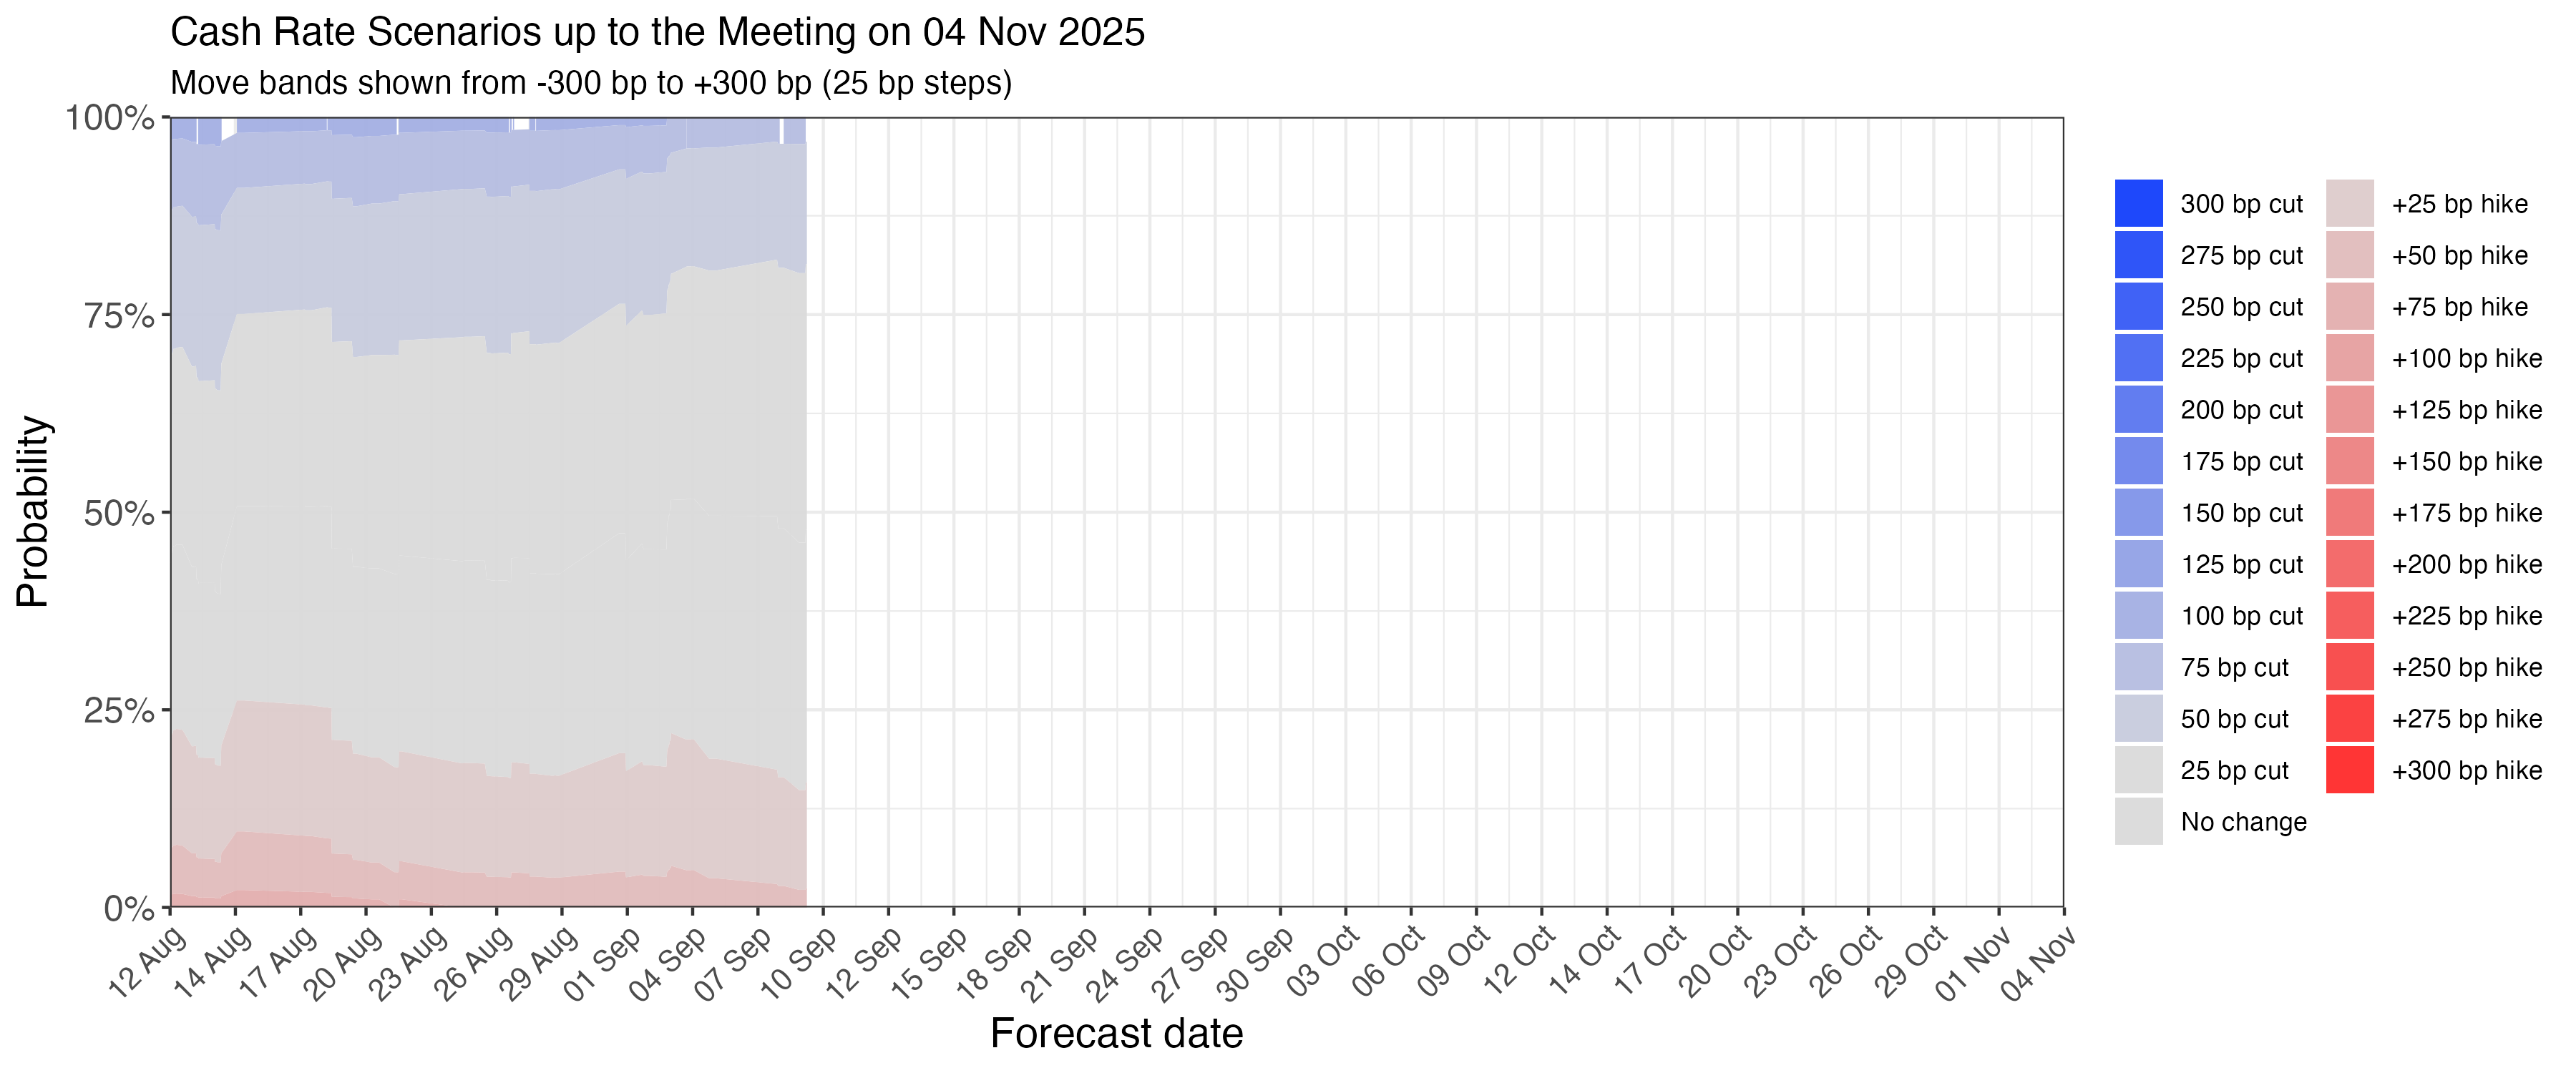 Cash Rate Scenarios up to the Meeting on 04 Nov 2025
Move bands shown from -300 bp to +300 bp (25 bp steps)
Probability
100%
75%
50%
25%
0%
12 Aug
14 Aug
17 Aug
20 Aug
23 Aug
26 Aug
29 Aug
01 Sep
04 Sep
07 Sep
10 Sep
12 Sep
15 Sep
18 Sep
21 Sep
24 Sep
27 Sep
30 Sep
03 Oct
06 Oct
09 Oct
12 Oct
14 Oct
17 Oct
20 Oct
23 Oct
26 Oct
29 Oct
01 Nov
04 Nov
Forecast date
300 bp cut
275 bp cut
250 bp cut
225 bp cut
200 bp cut
175 bp cut
150 bp cut
125 bp cut
100 bp cut
75 bp cut
50 bp cut
25 bp cut
No change
+25 bp hike
+50 bp hike
+75 bp hike
+100 bp hike
+125 bp hike
+150 bp hike
+175 bp hike
+200 bp hike
+225 bp hike
+250 bp hike
+275 bp hike
+300 bp hike